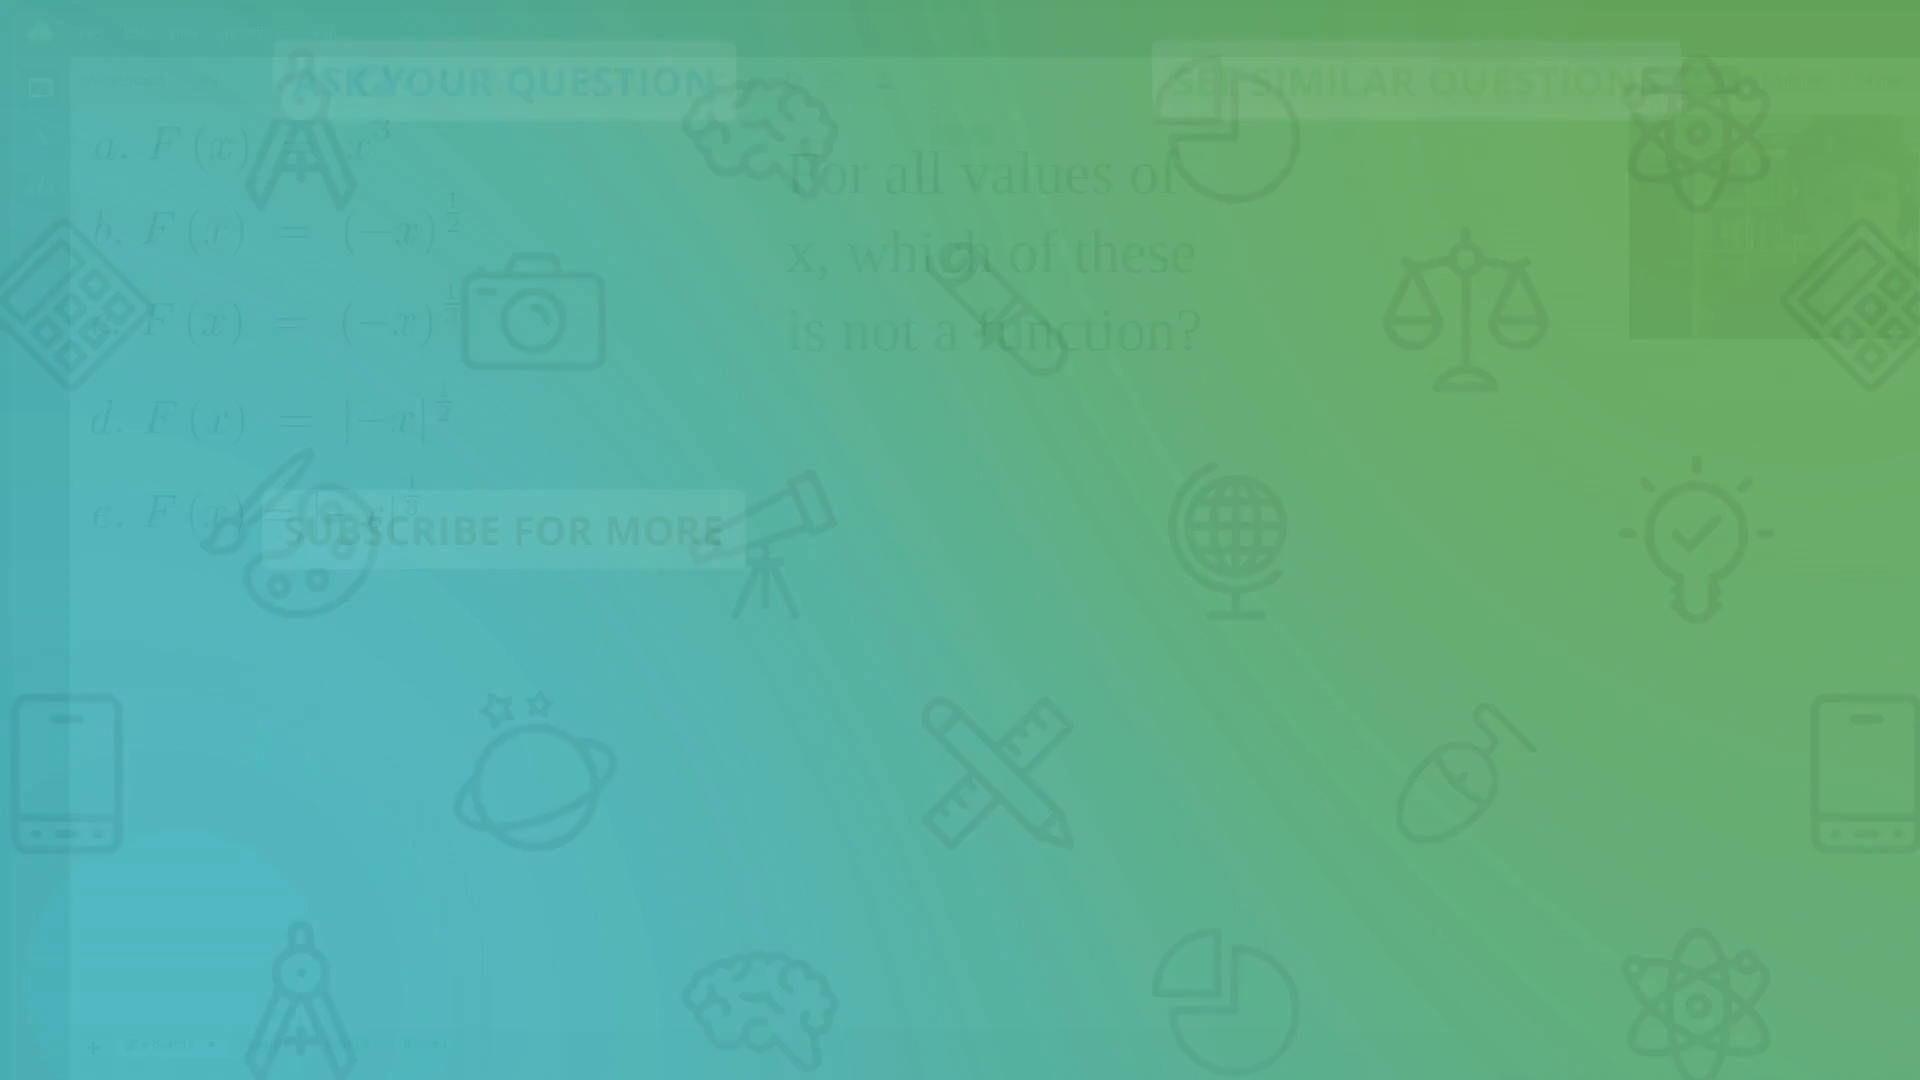 ASK YOUR QUESTION
SEE SIMILAR QUESTIONS
a. F (x) = x³
b. F (x) = (−x)^{1/2}
F (x) = (−x)
d. F (x) = |−x|^{1/2}
e. F (x) =
For all values of
x, which of these
is not a function?
SUBSCRIBE FOR MORE